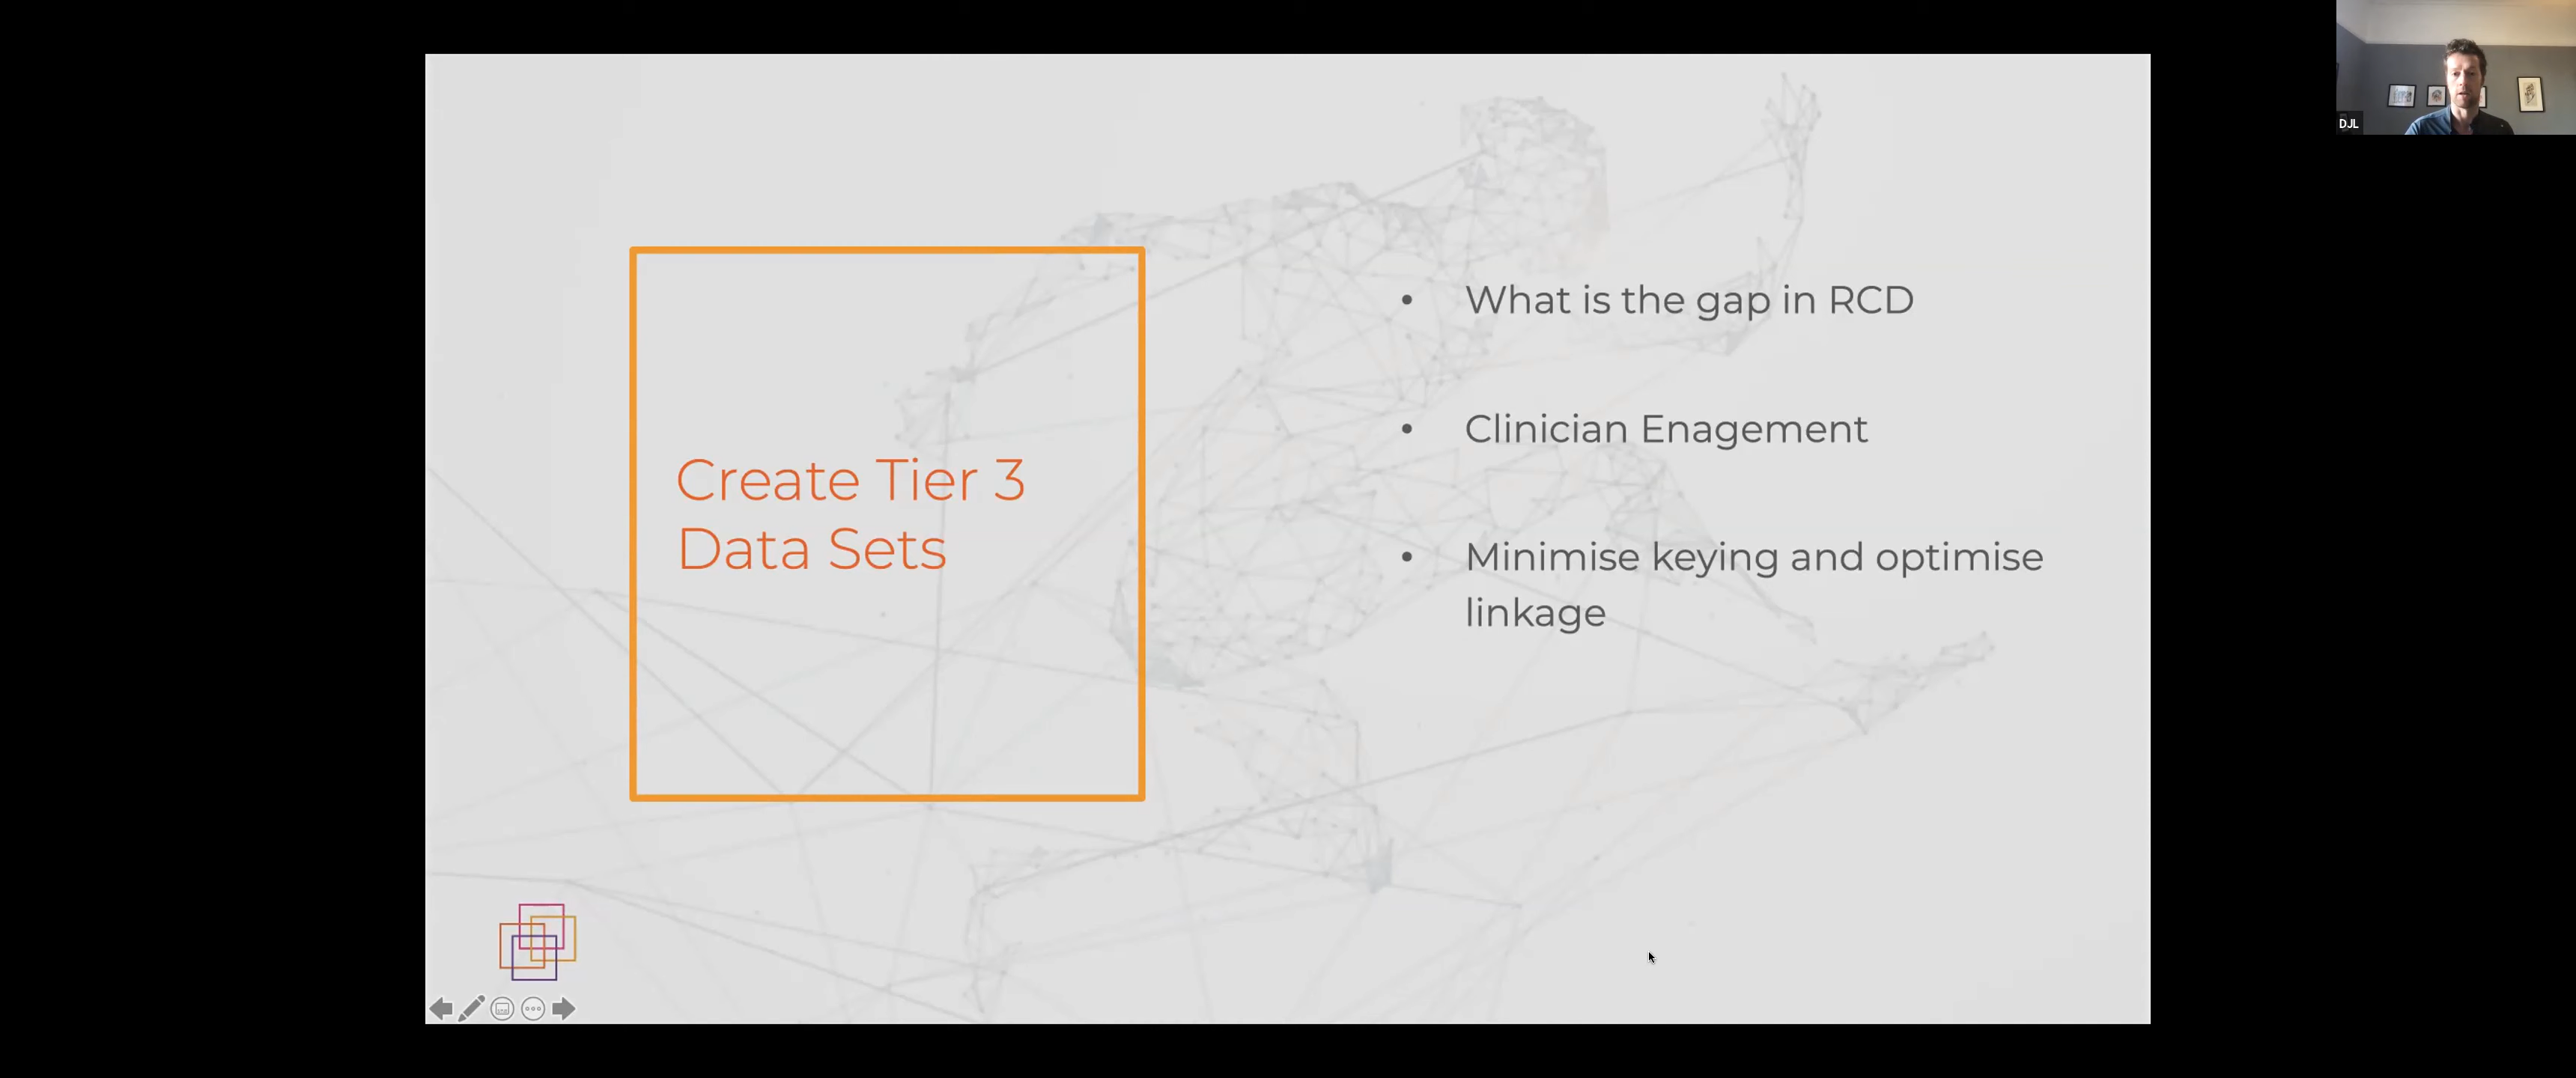 DJL
Create Tier 3
Data Sets
• What is the gap in RCD
• Clinician Enagement
• Minimise keying and optimise
linkage